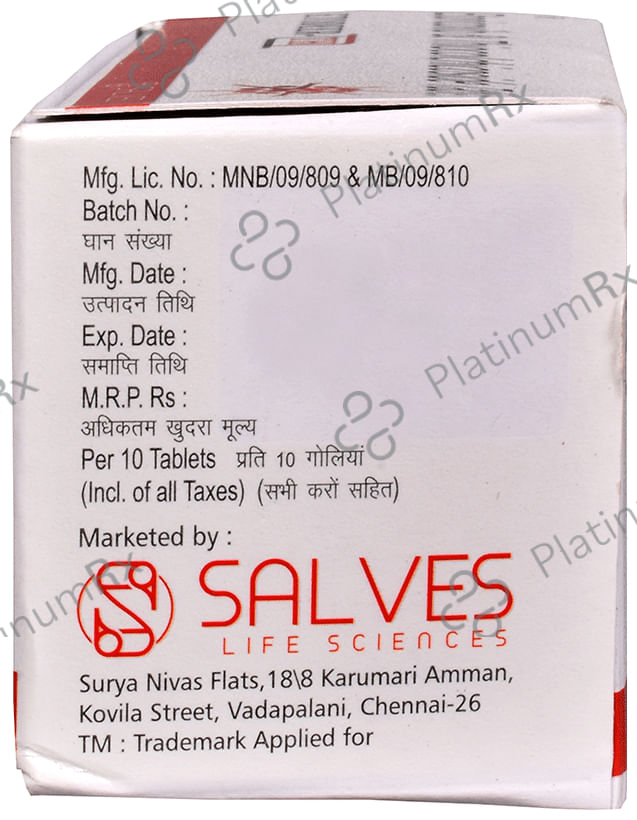 Mfg. Lic. No. : MNB/09/809 & MB/09/810
Batch No. :
घान संख्या
Mfg. Date :
उत्पादन तिथि
Exp. Date :
समाप्ति तिथि
M.R.P. Rs :
अधिकतम खुदरा मूल्य
Per 10 Tablets प्रति 10 गोलियां
(Incl. of all Taxes) (सभी करों सहित)
Marketed by :
SALVES
LIFE SCIENCES
Surya Nivas Flats,18\8 Karumari Amman,
Kovila Street, Vadapalani, Chennai-26
TM : Trademark Applied for
PlatinumRx
PlatinumRx
PlatinumRx